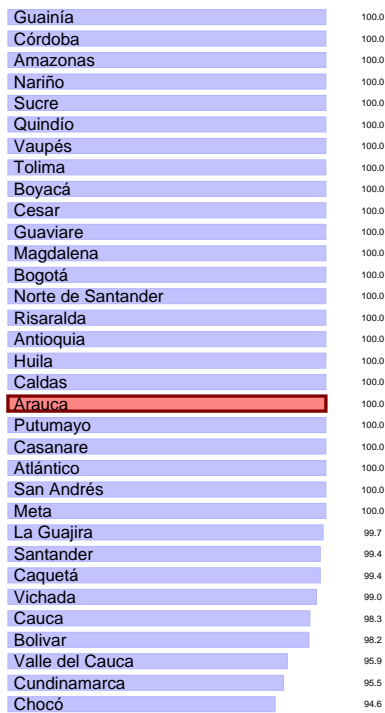 Guainía 100.0
Córdoba 100.0
Amazonas 100.0
Nariño 100.0
Sucre 100.0
Quindío 100.0
Vaupés 100.0
Tolima 100.0
Boyacá 100.0
Cesar 100.0
Guaviare 100.0
Magdalena 100.0
Bogotá 100.0
Norte de Santander 100.0
Risaralda 100.0
Antioquia 100.0
Huila 100.0
Caldas 100.0
Arauca 100.0
Putumayo 100.0
Casanare 100.0
Atlántico 100.0
San Andrés 100.0
Meta 100.0
La Guajira 99.7
Santander 99.4
Caquetá 99.4
Vichada 99.0
Cauca 98.3
Bolivar 98.2
Valle del Cauca 95.9
Cundinamarca 95.5
Chocó 94.6